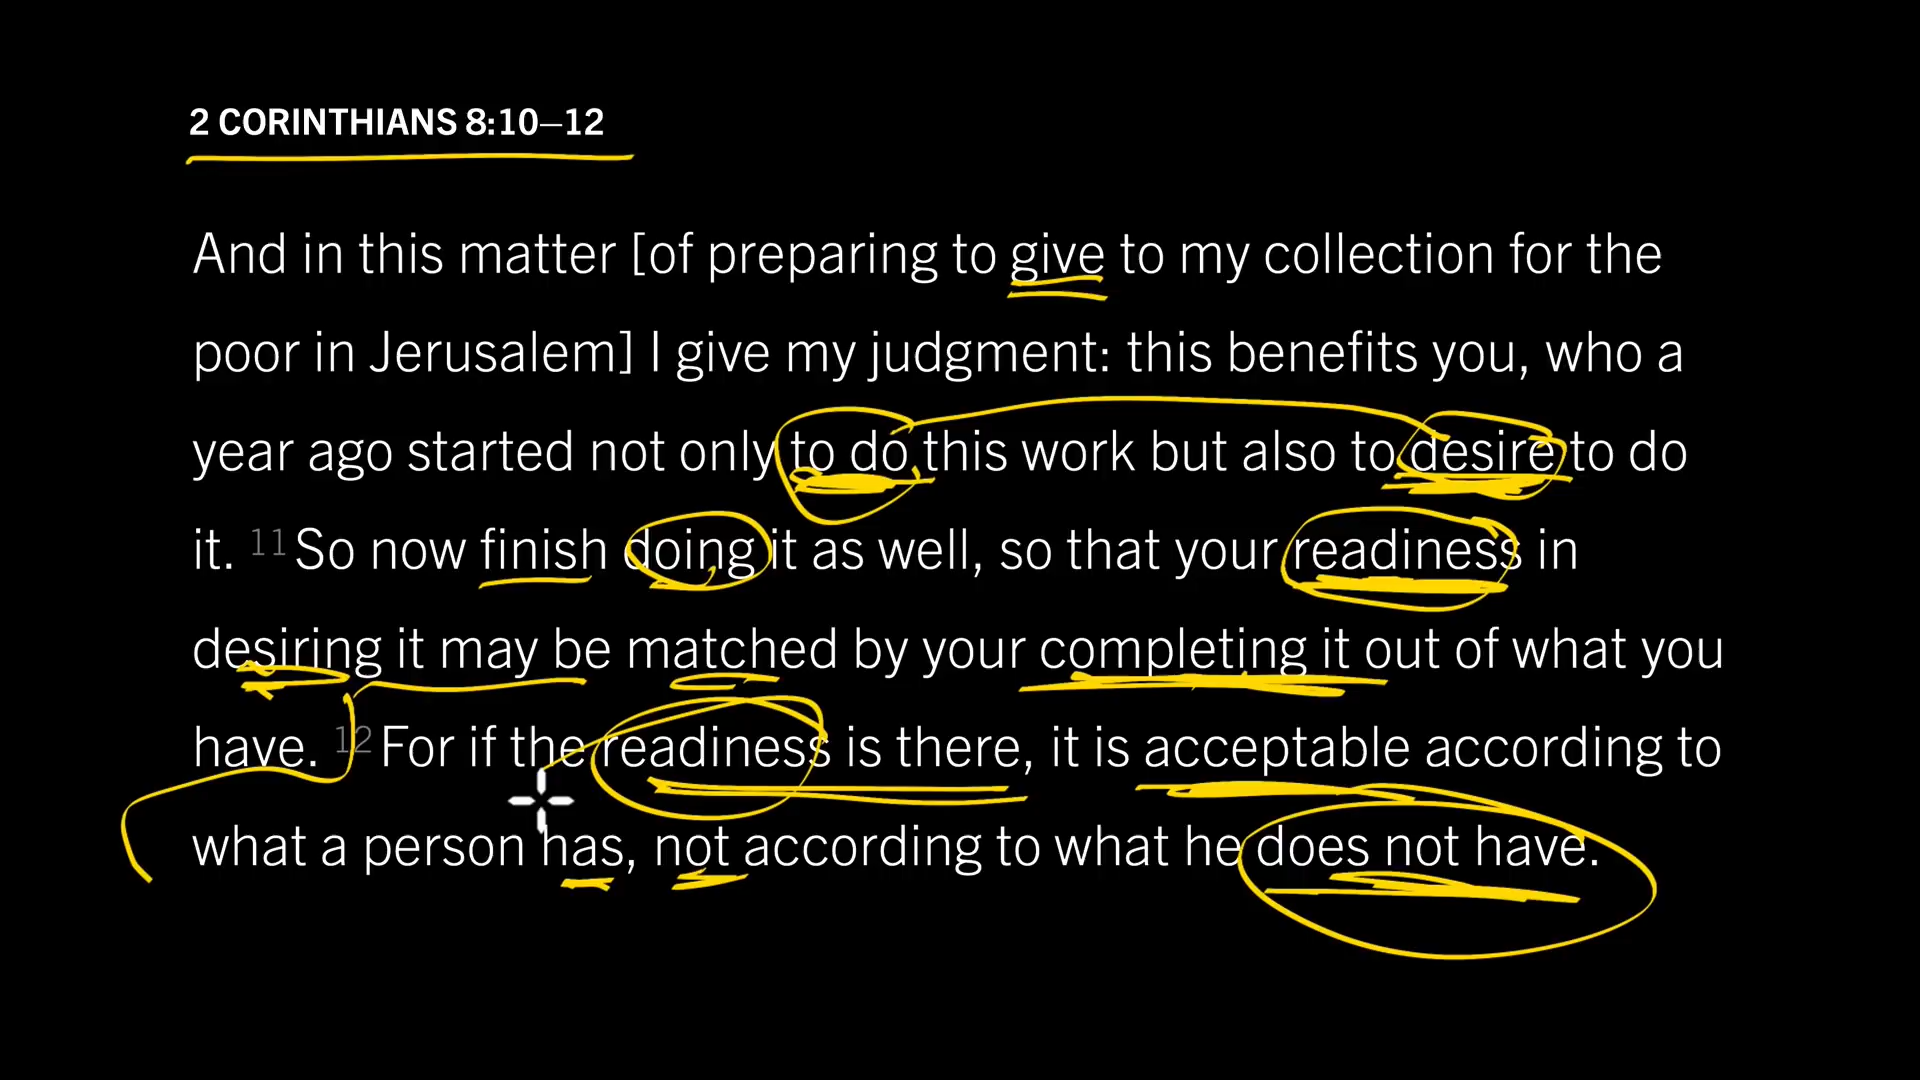 2 CORINTHIANS 8:10–12
And in this matter [of preparing to give to my collection for the
poor in Jerusalem] I give my judgment: this benefits you, who a
year ago started not only to do this work but also to desire to do
it. 11 So now finish doing it as well, so that your readiness in
desiring it may be matched by your completing it out of what you
have. 12 For if the readiness is there, it is acceptable according to
what a person has, not according to what he does not have.